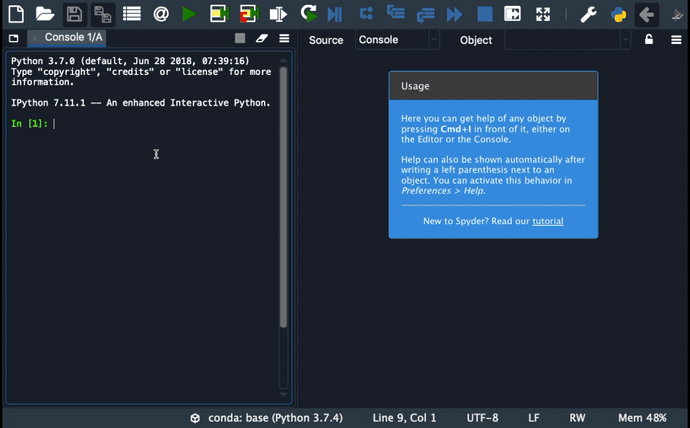 Console 1/A
Source
Console
Object
Python 3.7.0 (default, Jun 28 2018, 07:39:16)
Type "copyright", "credits" or "license" for more
information.
IPython 7.11.1 -- An enhanced Interactive Python.
In [1]:
Usage
Here you can get help of any object by
pressing Cmd+I in front of it, either on
the Editor or the Console.
Help can also be shown automatically after
writing a left parenthesis next to an
object. You can activate this behavior in
Preferences > Help.
New to Spyder? Read our tutorial
conda: base (Python 3.7.4)
Line 9, Col 1
UTF-8
LF
RW
Mem 48%